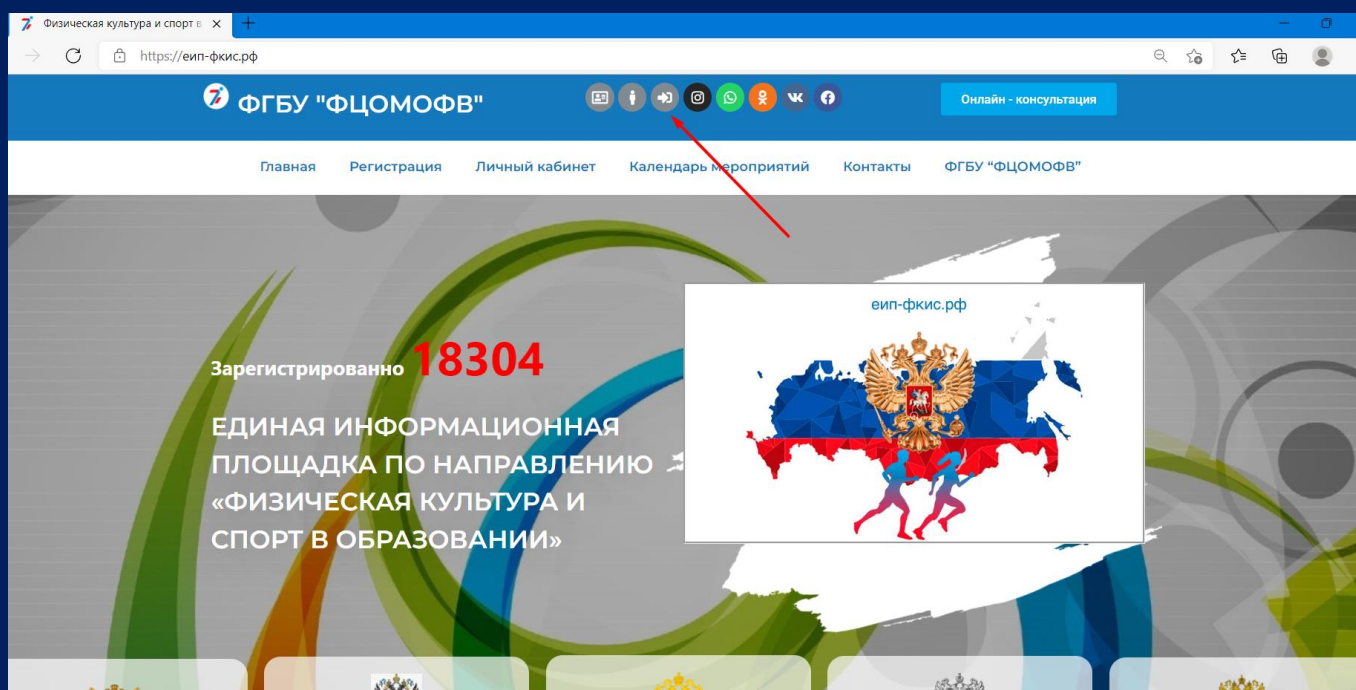 Физическая культура и спорт в
https://еип-фкис.рф
ФГБУ "ФЦОМОФВ"
Онлайн - консультация
Главная Регистрация Личный кабинет Календарь мероприятий Контакты ФГБУ “ФЦОМОФВ”
еип-фкис.рф
Зарегистрированно 18304
ЕДИНАЯ ИНФОРМАЦИОННАЯ
ПЛОЩАДКА ПО НАПРАВЛЕНИЮ
«ФИЗИЧЕСКАЯ КУЛЬТУРА И
СПОРТ В ОБРАЗОВАНИИ»